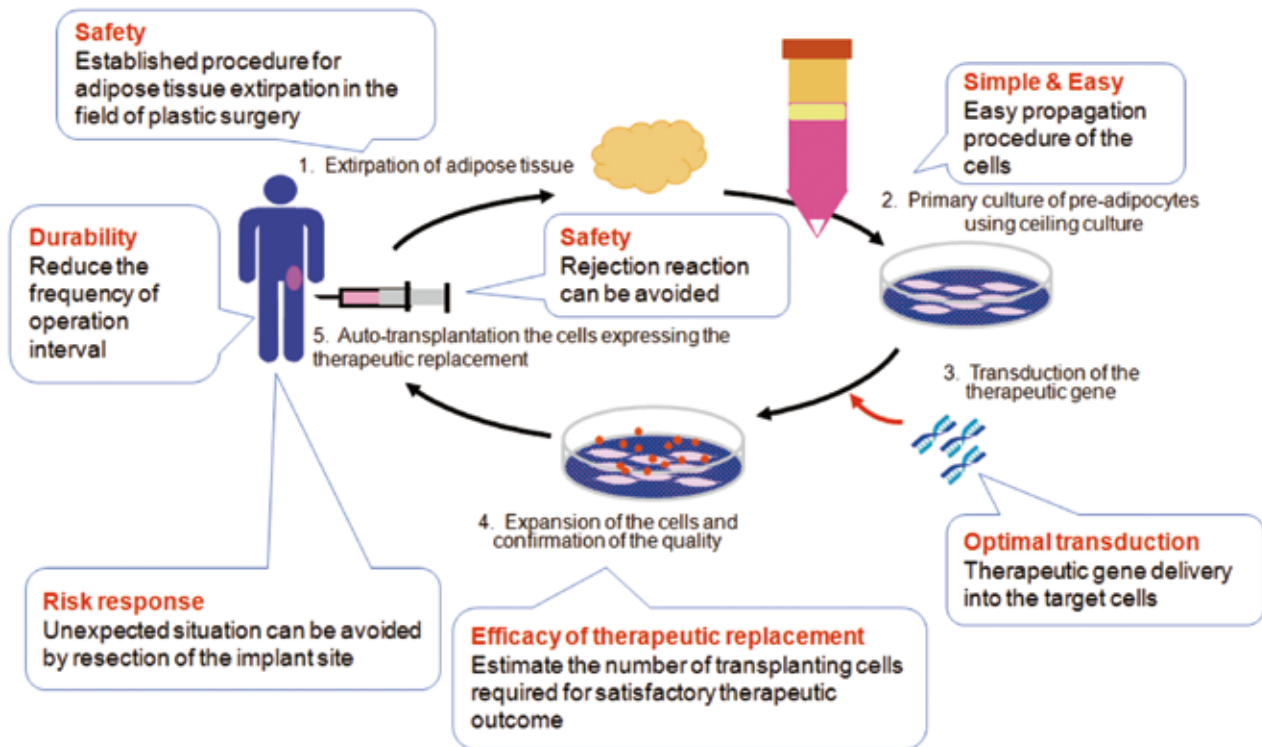 Safety
Established procedure for
adipose tissue extirpation in the
field of plastic surgery
1. Extirpation of adipose tissue
Simple & Easy
Easy propagation
procedure of the
cells
2. Primary culture of pre-adipocytes
using ceiling culture
Durability
Reduce the
frequency of
operation
interval
Safety
Rejection reaction
can be avoided
5. Auto-transplantation the cells expressing the
therapeutic replacement
3. Transduction of the
therapeutic gene
4. Expansion of the cells and
confirmation of the quality
Optimal transduction
Therapeutic gene delivery
into the target cells
Risk response
Unexpected situation can be avoided
by resection of the implant site
Efficacy of therapeutic replacement
Estimate the number of transplanting cells
required for satisfactory therapeutic
outcome